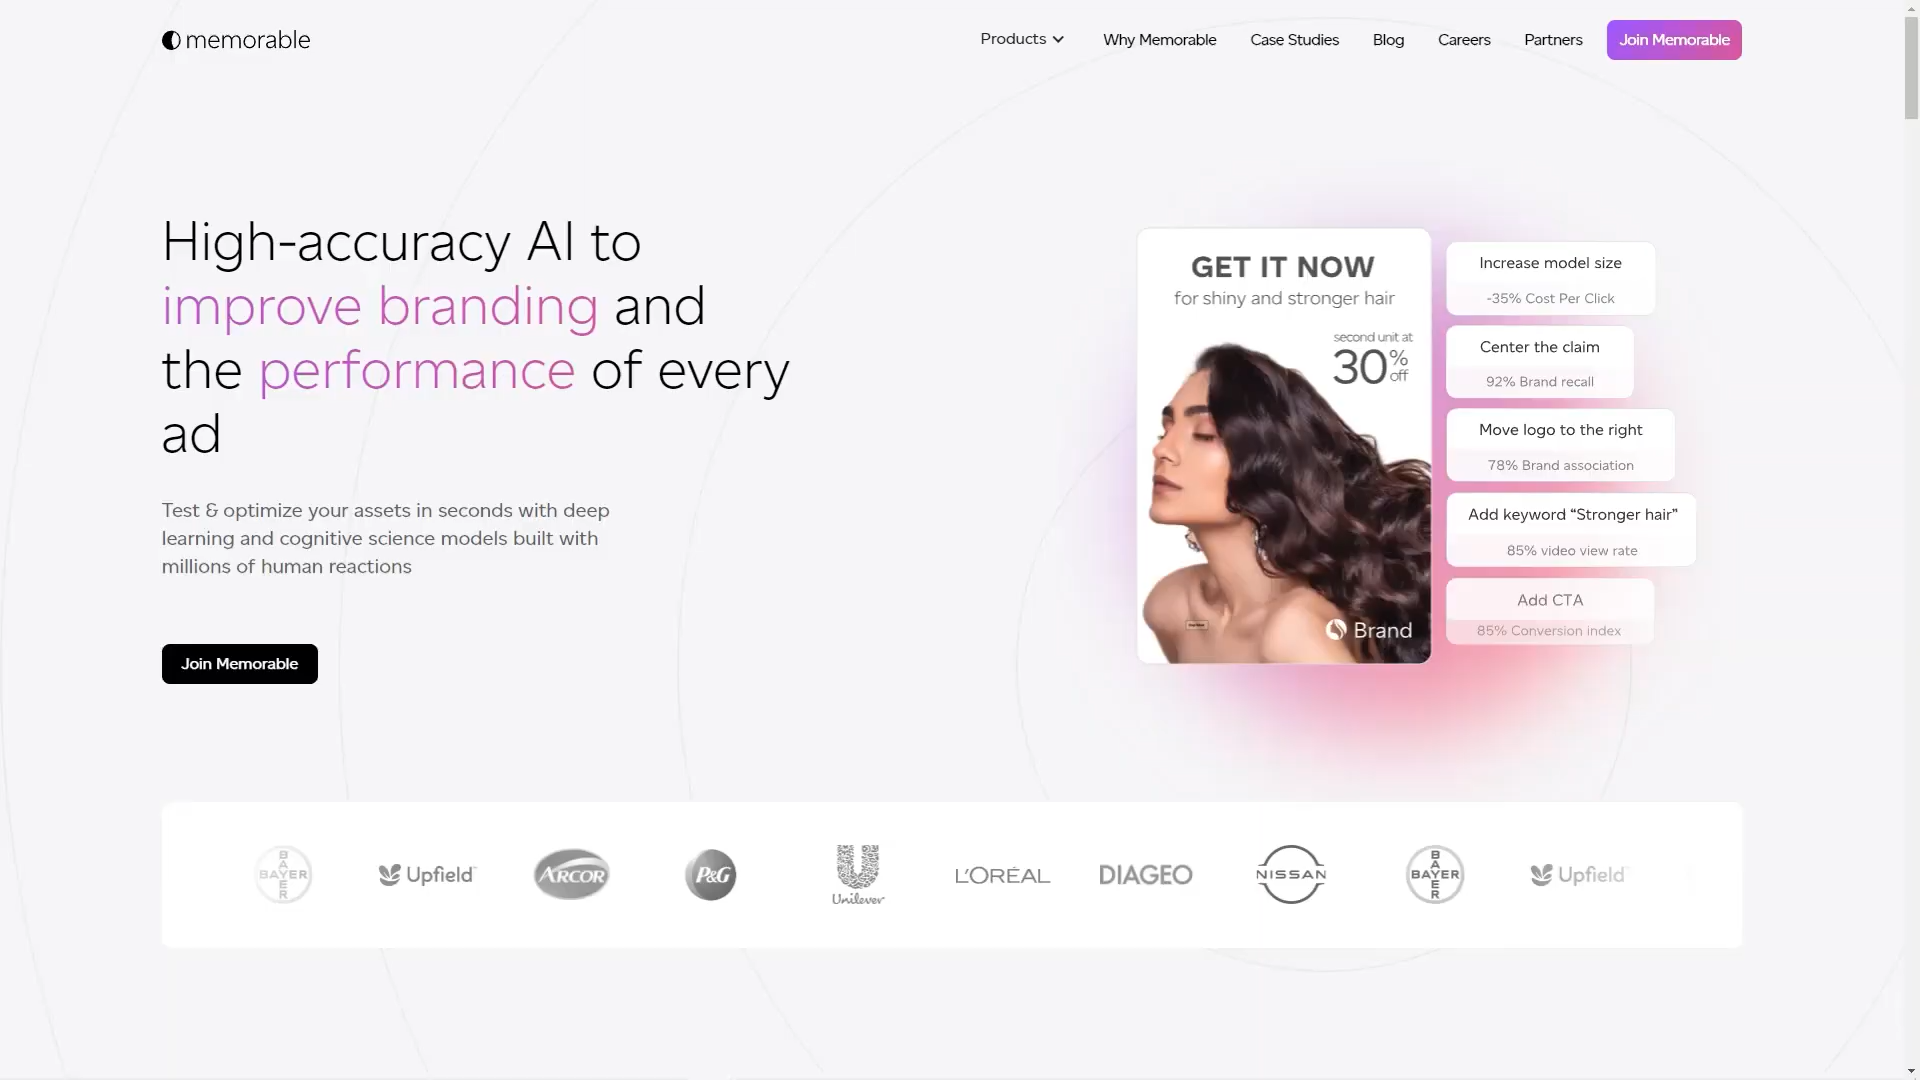 memorable
Products
Why Memorable
Case Studies
Blog
Careers
Partners
Join Memorable
High-accuracy AI to
improve branding and
the performance of every
ad
Test & optimize your assets in seconds with deep
learning and cognitive science models built with
millions of human reactions
Join Memorable
GET IT NOW
for shiny and stronger hair
second unit at
30% off
Brand
Increase model size
-35% Cost Per Click
Center the claim
92% Brand recall
Move logo to the right
78% Brand association
Add keyword “Stronger hair”
85% video view rate
Add CTA
85% Conversion index
BAYER
BAYER
Upfield
ARCOR
P&G
Unilever
L'ORÉAL
DIAGEO
NISSAN
BAYER
BAYER
Upfield